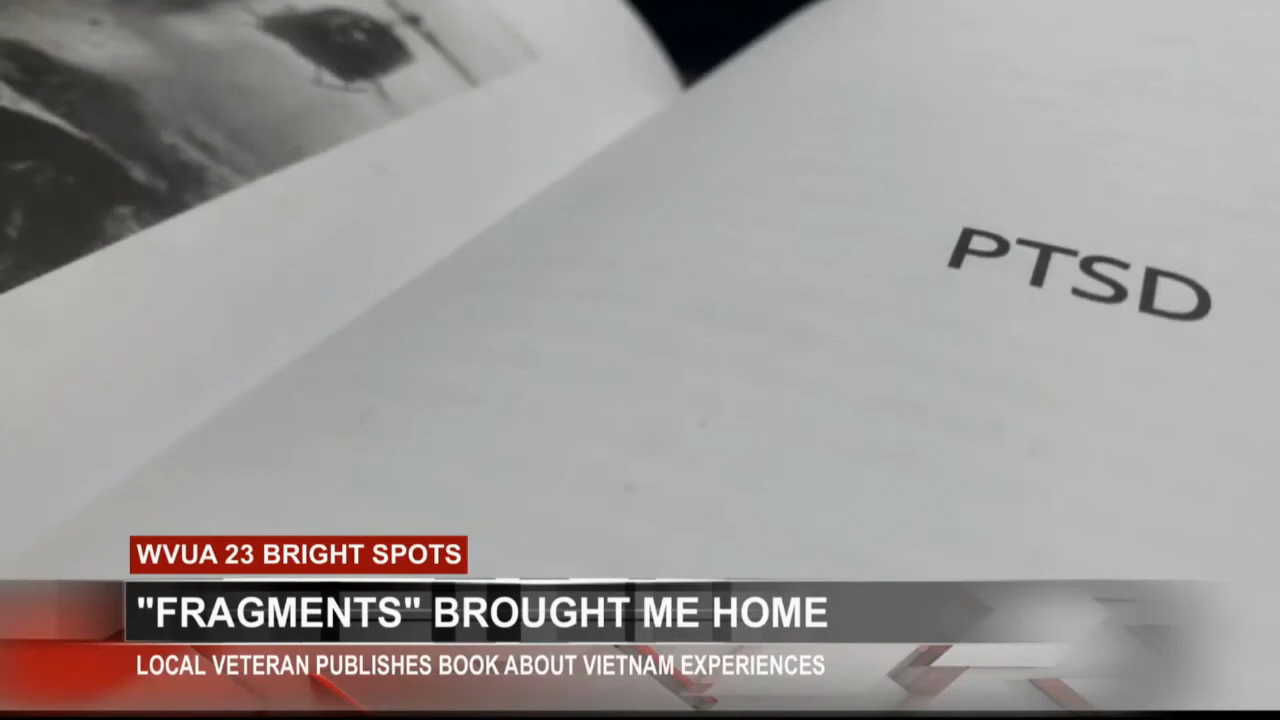 PTSD
WVUA 23 BRIGHT SPOTS
"FRAGMENTS" BROUGHT ME HOME
LOCAL VETERAN PUBLISHES BOOK ABOUT VIETNAM EXPERIENCES